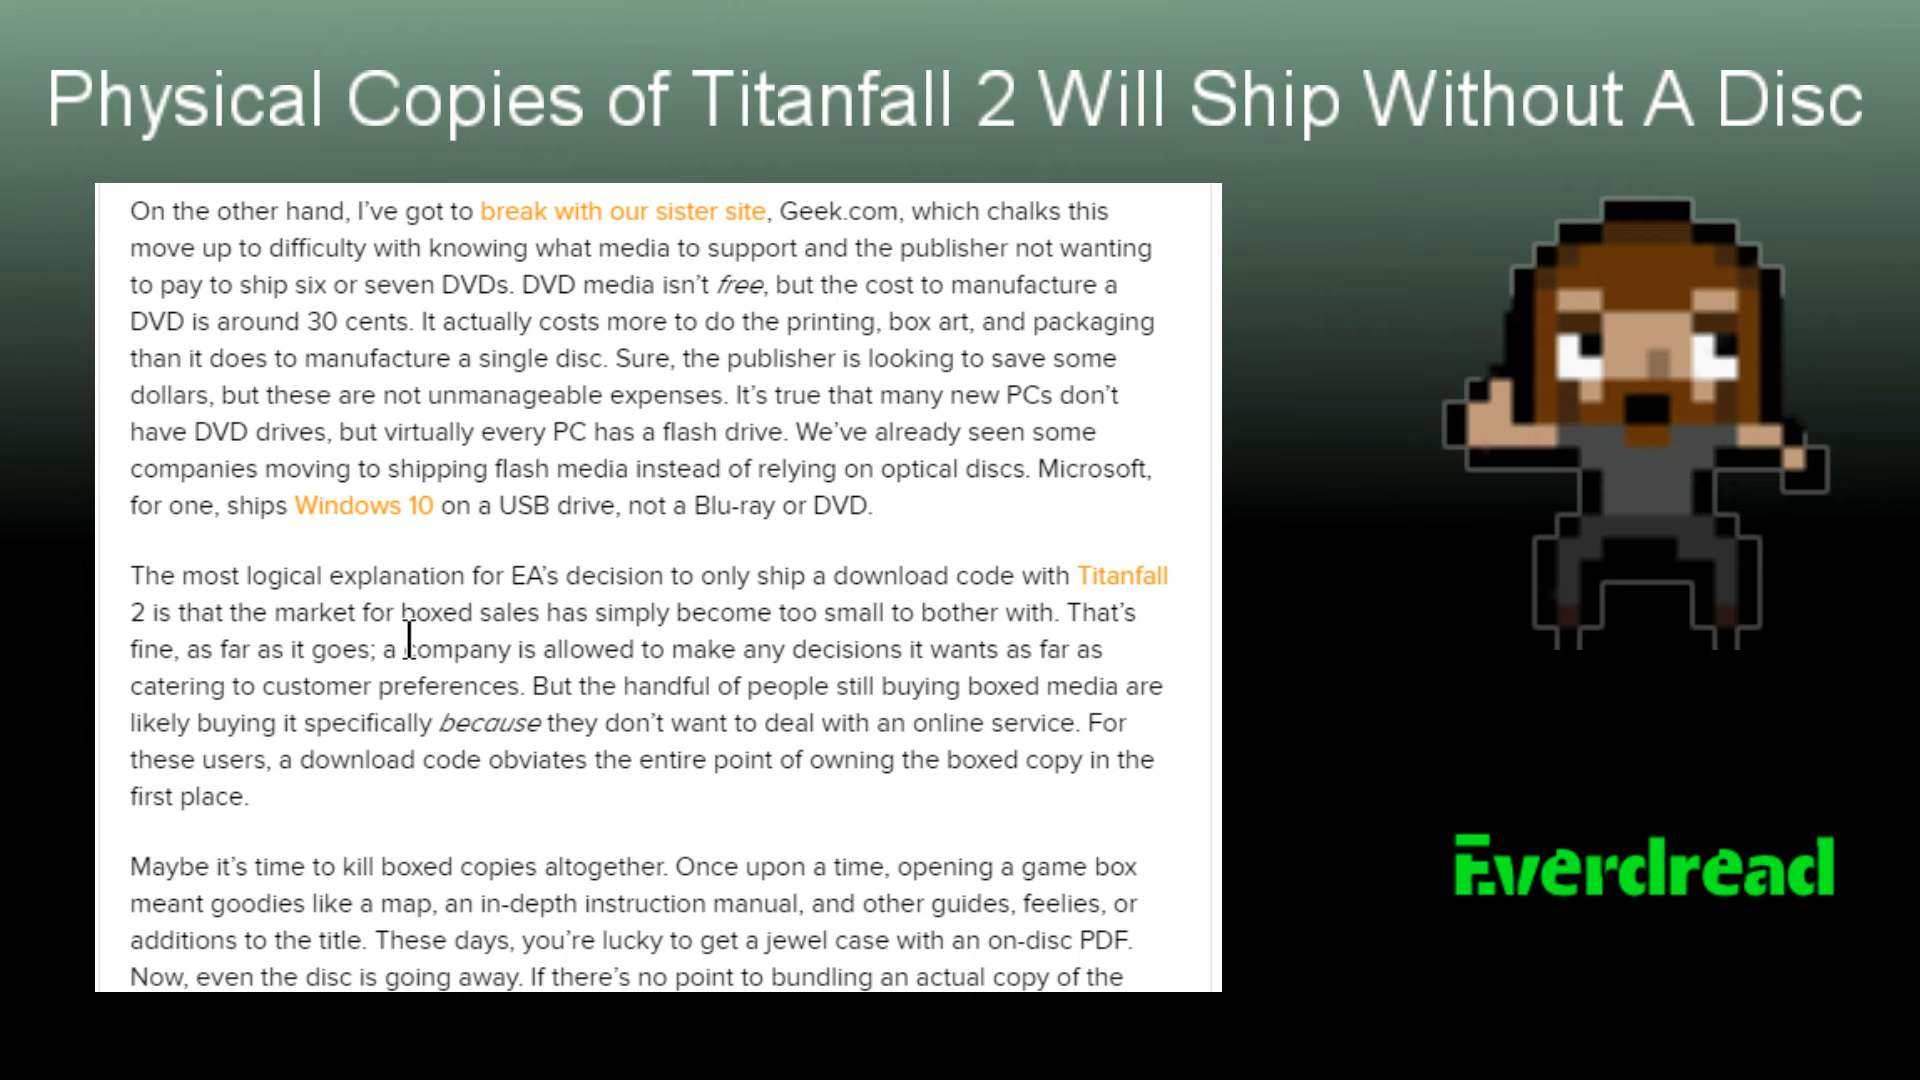 Physical Copies of Titanfall 2 Will Ship Without A Disc
On the other hand, I’ve got to break with our sister site, Geek.com, which chalks this
move up to difficulty with knowing what media to support and the publisher not wanting
to pay to ship six or seven DVDs. DVD media isn’t free, but the cost to manufacture a
DVD is around 30 cents. It actually costs more to do the printing, box art, and packaging
than it does to manufacture a single disc. Sure, the publisher is looking to save some
dollars, but these are not unmanageable expenses. It’s true that many new PCs don’t
have DVD drives, but virtually every PC has a flash drive. We’ve already seen some
companies moving to shipping flash media instead of relying on optical discs. Microsoft,
for one, ships Windows 10 on a USB drive, not a Blu-ray or DVD.
The most logical explanation for EA’s decision to only ship a download code with Titanfall
2 is that the market for boxed sales has simply become too small to bother with. That’s
fine, as far as it goes; a company is allowed to make any decisions it wants as far as
catering to customer preferences. But the handful of people still buying boxed media are
likely buying it specifically because they don’t want to deal with an online service. For
these users, a download code obviates the entire point of owning the boxed copy in the
first place.
Maybe it’s time to kill boxed copies altogether. Once upon a time, opening a game box
meant goodies like a map, an in-depth instruction manual, and other guides, feelies, or
additions to the title. These days, you’re lucky to get a jewel case with an on-disc PDF.
Now, even the disc is going away. If there’s no point to bundling an actual copy of the
Everdread